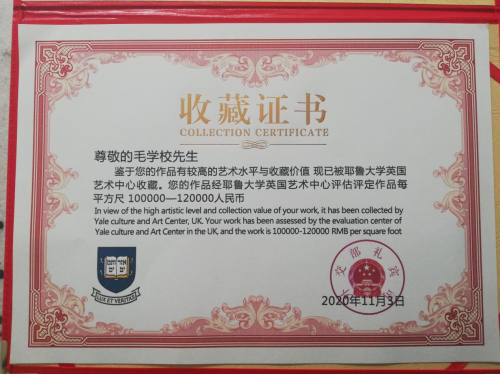 收藏证书
COLLECTION CERTIFICATE
尊敬的毛学校先生
鉴于您的作品有较高的艺术水平与收藏价值 现已被耶鲁大学英国
艺术中心收藏。您的作品经耶鲁大学英国艺术中心评估评定作品每
平方尺 100000—120000人民币
In view of the high artistic level and collection value of your work, it has been collected by
Yale culture and Art Center, UK. Your work has been assessed by the evaluation center of
Yale culture and Art Center in the UK, and the work is 100000-120000 RMB per square foot
LUX ET VERITAS
交部礼宾
2020年11月3日